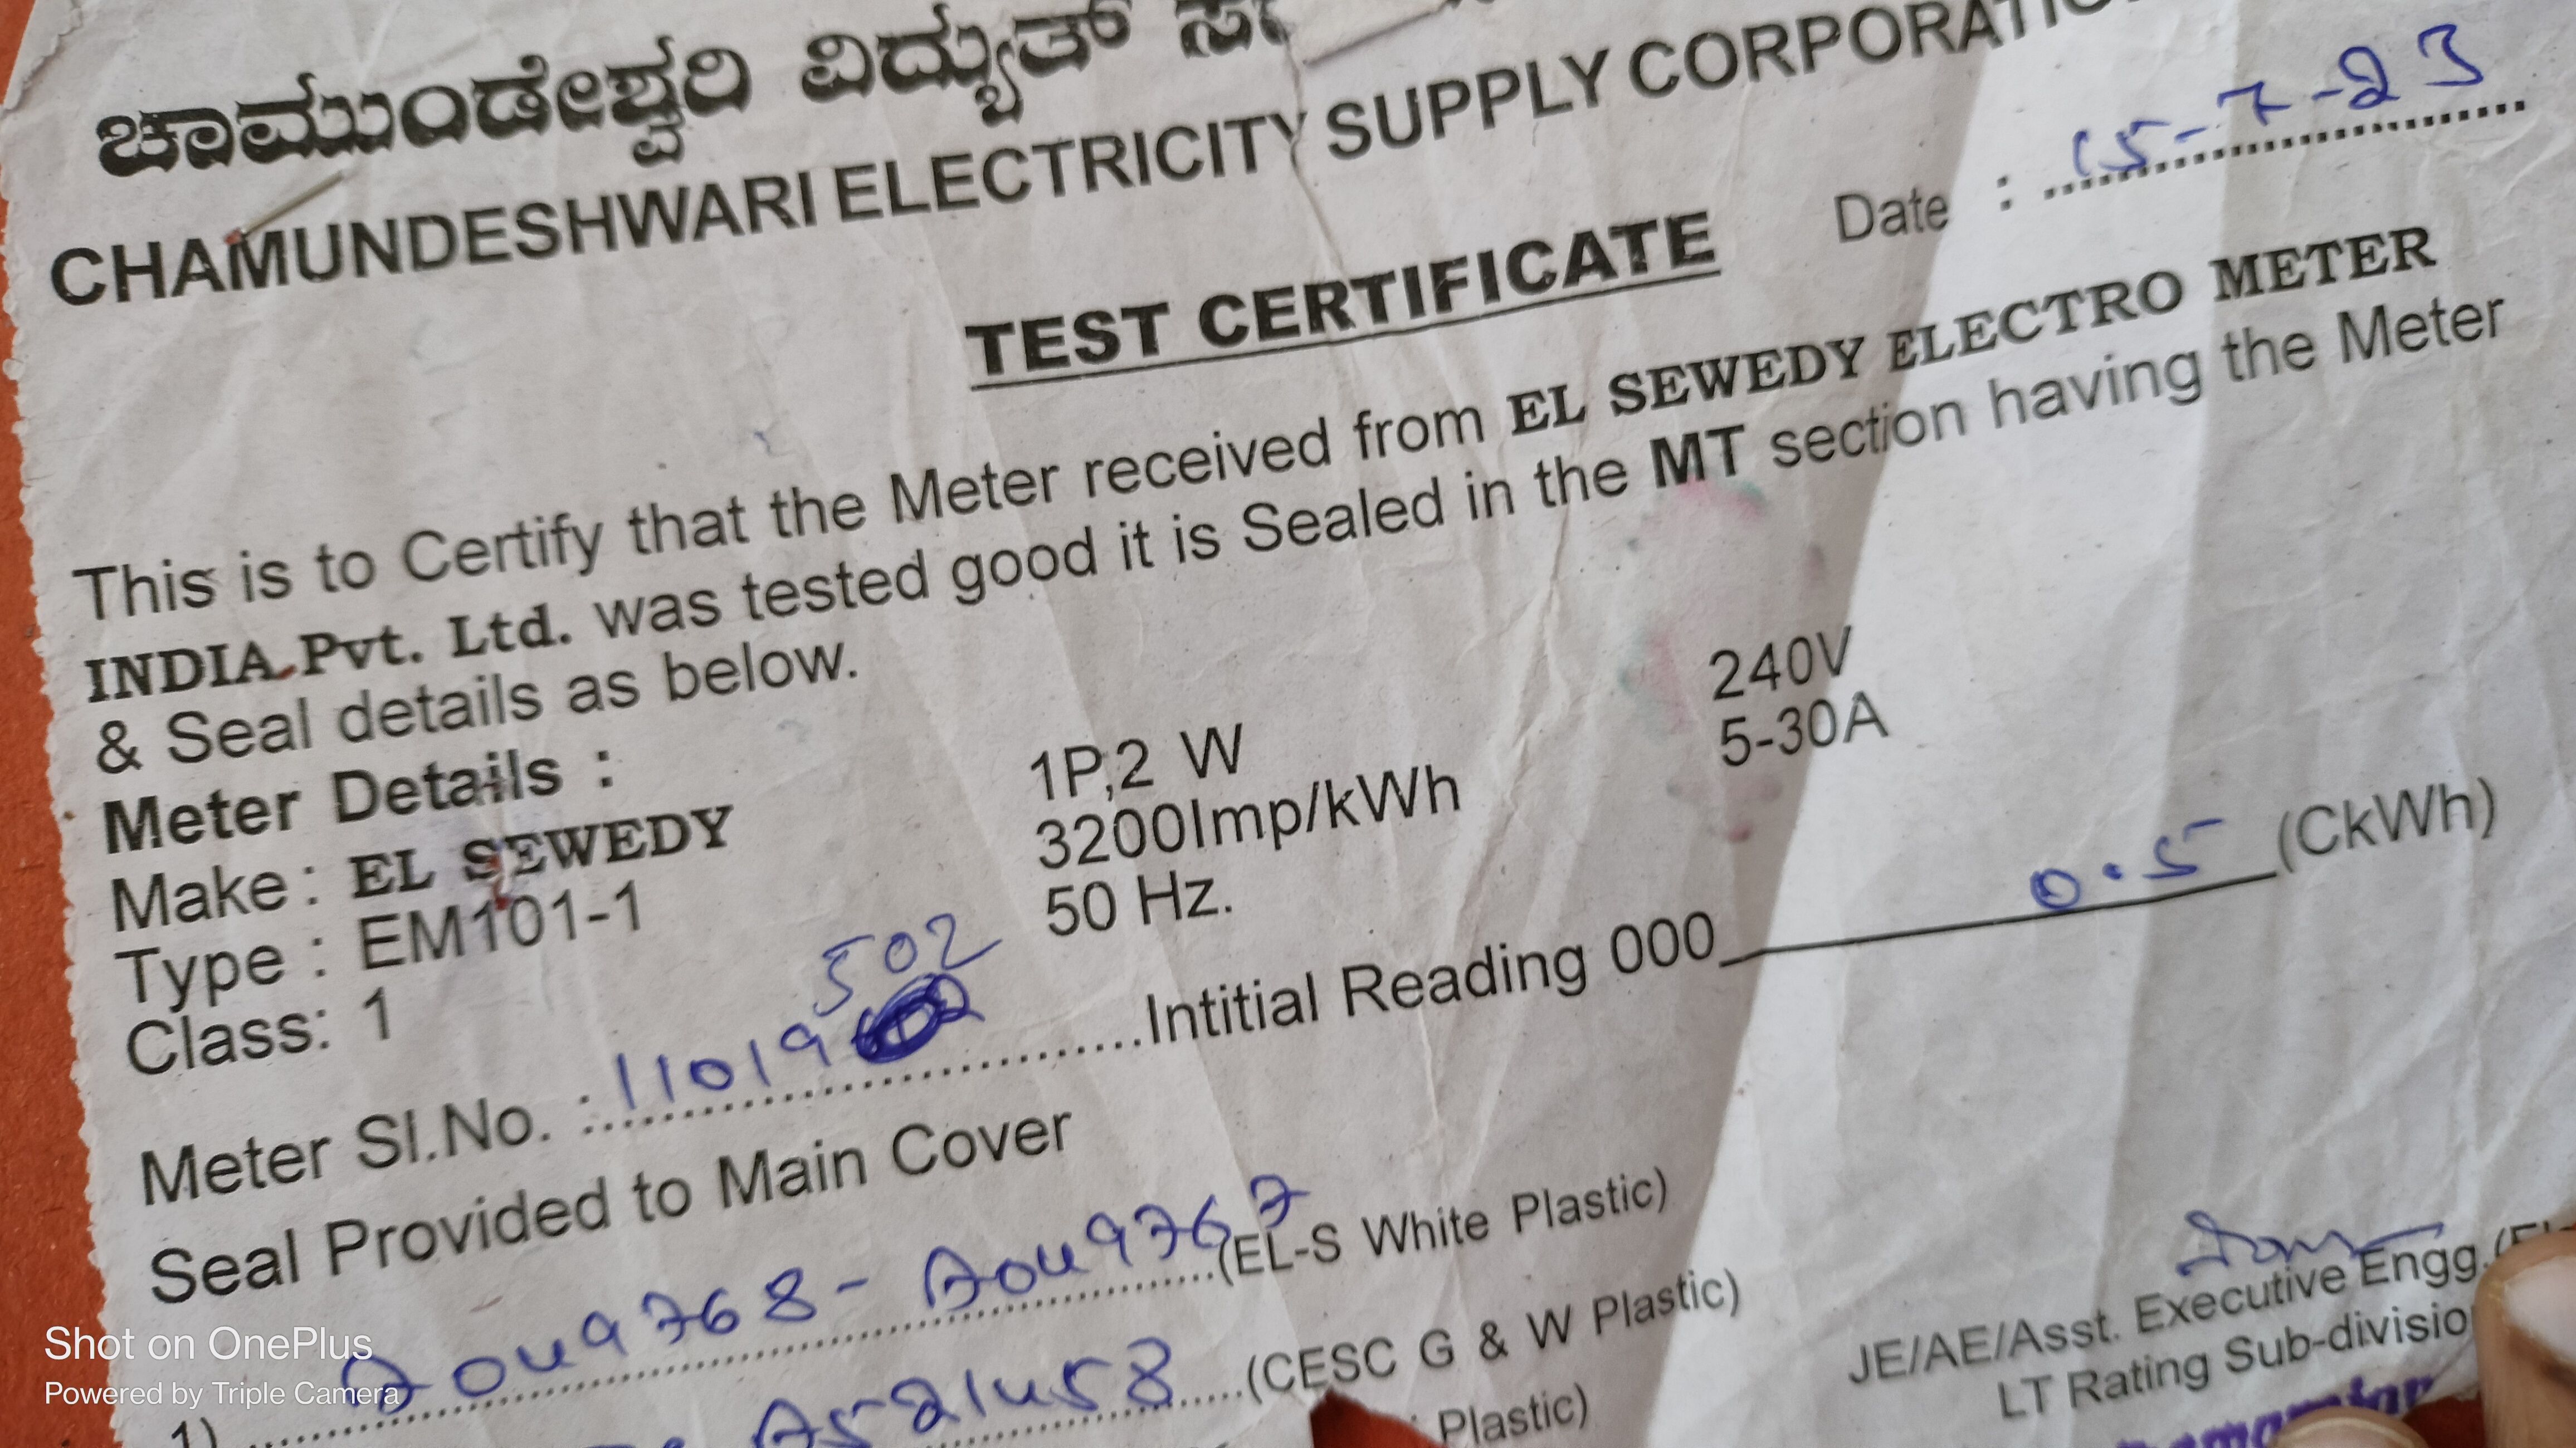 ಚಾಮುಂಡೇಶ್ವರಿ ವಿದ್ಯುತ್
CHAMUNDESHWARI ELECTRICITY SUPPLY CORPORATIO
Date : 15-7-23
TEST CERTIFICATE
This is to Certify that the Meter received from EL SEWEDY ELECTRO METER
INDIA Pvt. Ltd. was tested good it is Sealed in the MT section having the Meter
& Seal details as below.
Meter Details :
Make : EL SEWEDY 1P,2 W 240V
Type : EM101-1 3200Imp/kWh 5-30A
Class: 1 50 Hz.
502
Meter Sl.No. : 11019 Intitial Reading 000 0.5 (CkWh)
Seal Provided to Main Cover
1) A049768 - A049767 (EL-S White Plastic)
A521458 (CESC G & W Plastic)
Plastic)
JE/AE/Asst. Executive Engg.
LT Rating Sub-divisio
Shot on OnePlus
Powered by Triple Camera